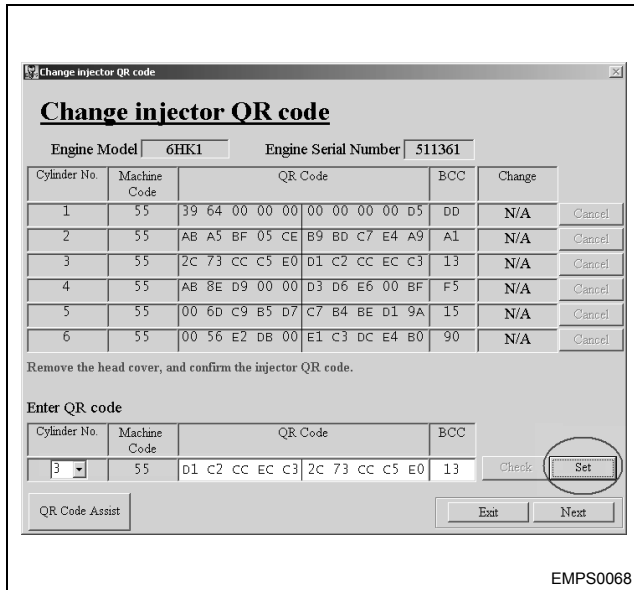 Change injector QR code
Change injector QR code
Engine Model 6HK1 Engine Serial Number 511361
Cylinder No. Machine Code QR Code BCC Change
1 55 39 64 00 00 00 00 00 00 00 D5 DD N/A Cancel
2 55 AB A5 BF 05 CE B9 BD C7 E4 A9 A1 N/A Cancel
3 55 2C 73 CC C5 E0 D1 C2 CC EC C3 13 N/A Cancel
4 55 AB 8E D9 00 00 D3 D6 E6 00 BF F5 N/A Cancel
5 55 00 6D C9 B5 D7 C7 B4 BE D1 9A 15 N/A Cancel
6 55 00 56 E2 DB 00 E1 C3 DC E4 B0 90 N/A Cancel
Remove the head cover, and confirm the injector QR code.
Enter QR code
Cylinder No. Machine Code QR Code BCC
3 55 D1 C2 CC EC C3 2C 73 CC C5 E0 13 Check Set
QR Code Assist Exit Next
EMPS0068